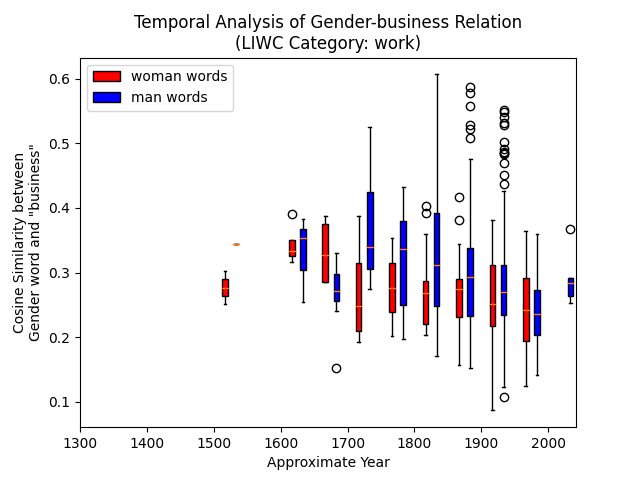 Temporal Analysis of Gender-business Relation
(LIWC Category: work)
woman words
man words
0.6
0.5
0.4
0.3
0.2
0.1
Cosine Similarity between
Gender word and "business"
1300 1400 1500 1600 1700 1800 1900 2000
Approximate Year